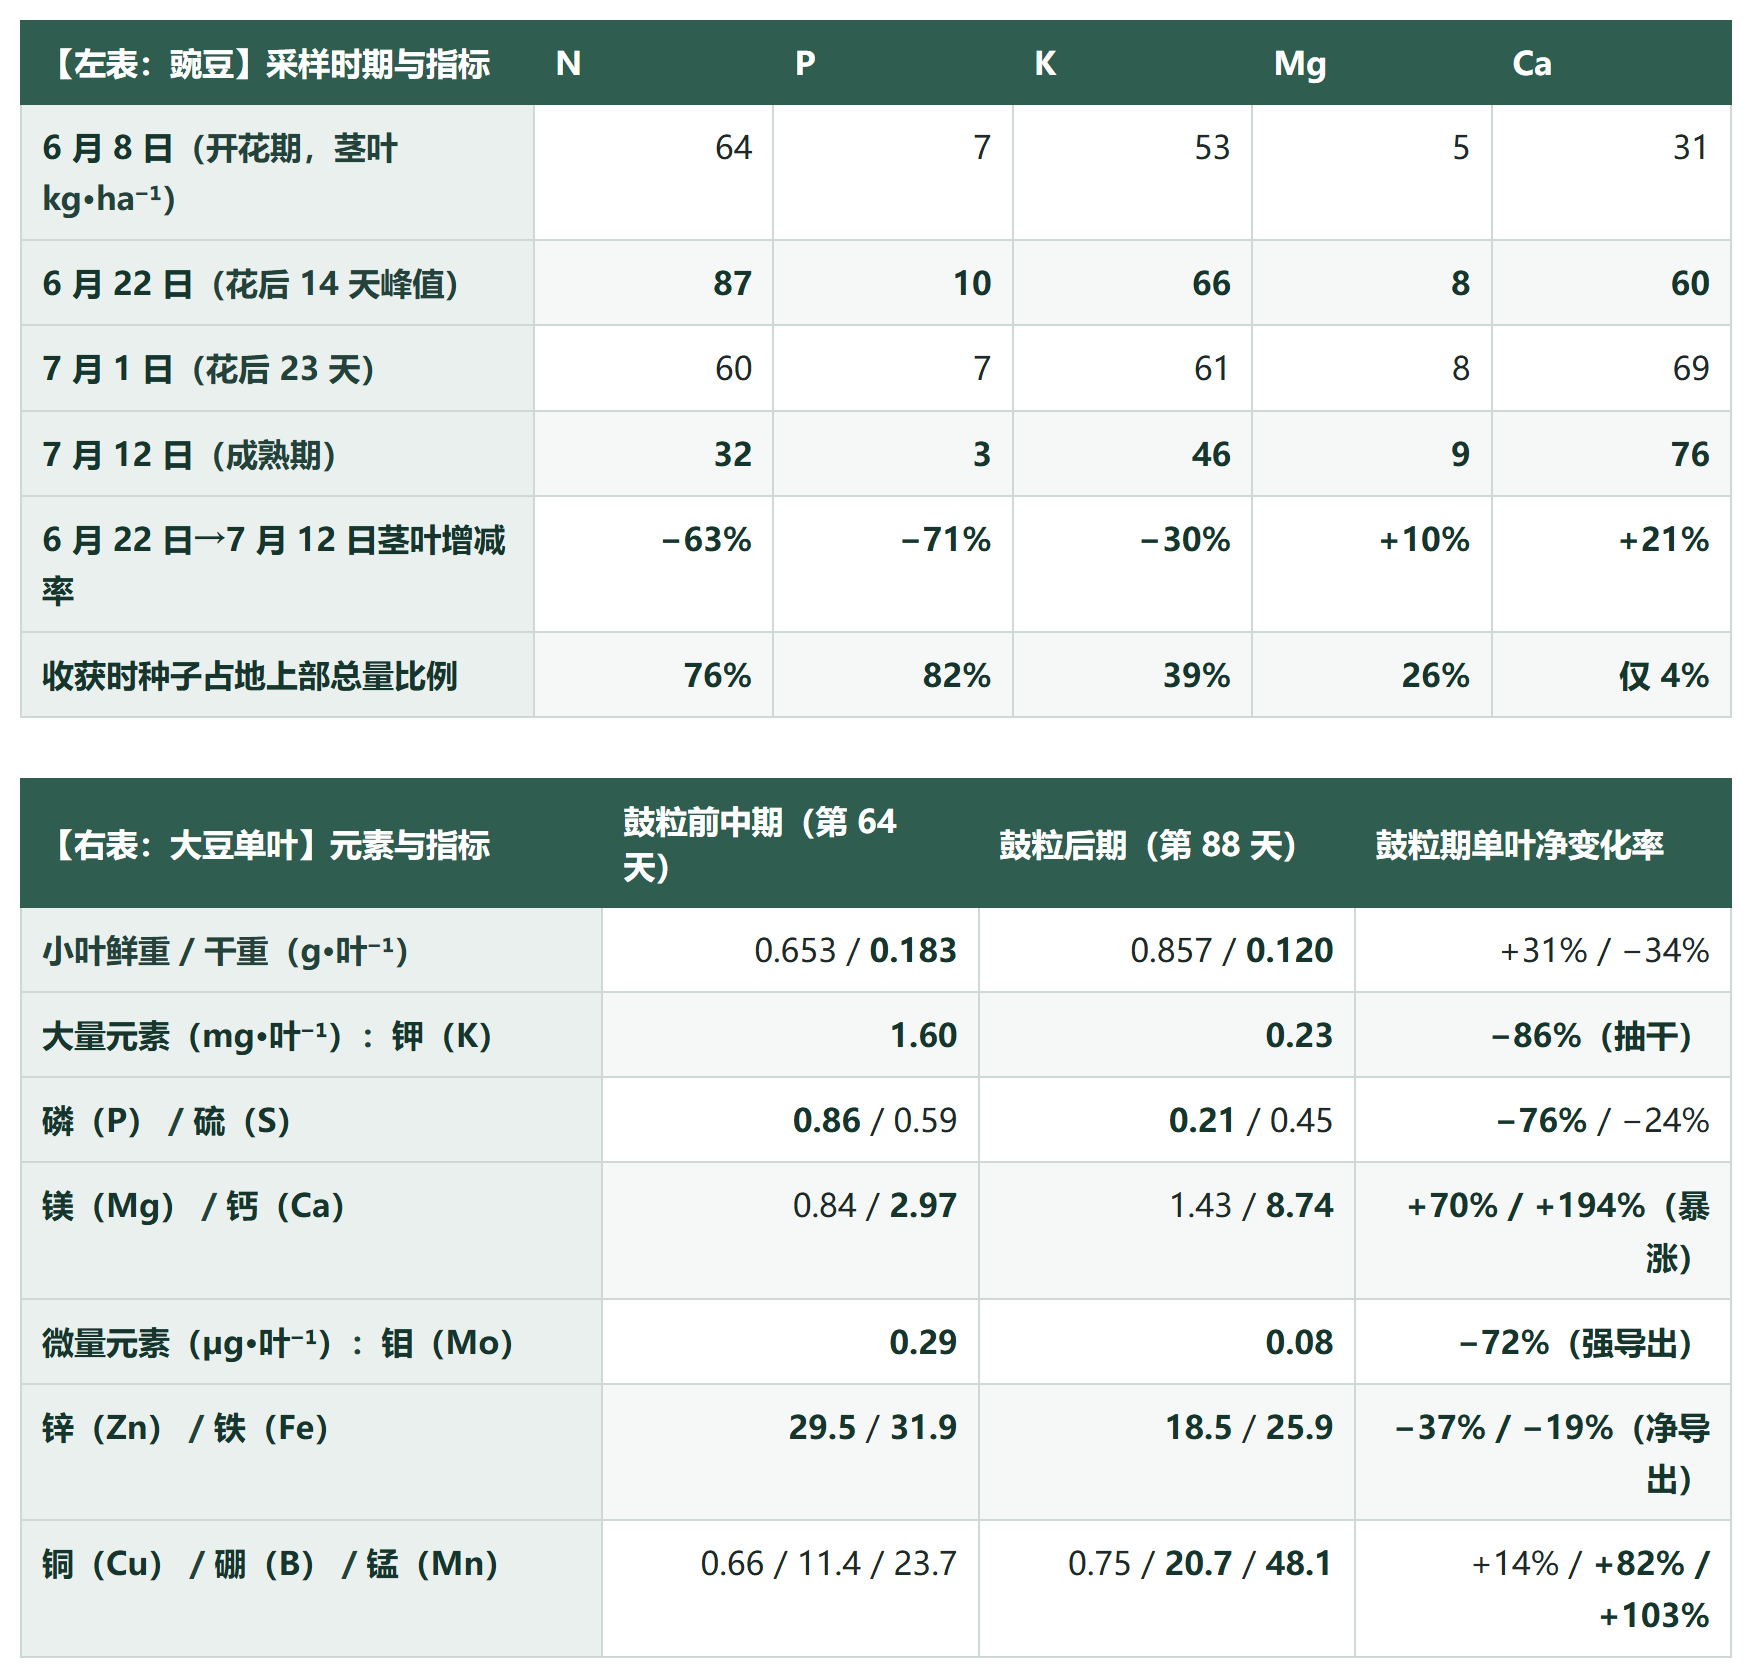 【左表：豌豆】采样时期与指标 N P K Mg Ca
6 月 8 日（开花期，茎叶 64 7 53 5 31
kg•ha⁻¹）
6 月 22 日（花后 14 天峰值） 87 10 66 8 60
7 月 1 日（花后 23 天） 60 7 61 8 69
7 月 12 日（成熟期） 32 3 46 9 76
6 月 22 日→7 月 12 日茎叶增减 −63% −71% −30% +10% +21%
率
收获时种子占地上部总量比例 76% 82% 39% 26% 仅 4%
【右表：大豆单叶】元素与指标 鼓粒前中期（第 64 鼓粒后期（第 88 天） 鼓粒期单叶净变化率
天）
小叶鲜重 / 干重（g•叶⁻¹） 0.653 / 0.183 0.857 / 0.120 +31% / −34%
大量元素（mg•叶⁻¹）：钾（K） 1.60 0.23 −86%（抽干）
磷（P） / 硫（S） 0.86 / 0.59 0.21 / 0.45 −76% / −24%
镁（Mg） / 钙（Ca） 0.84 / 2.97 1.43 / 8.74 +70% / +194%（暴
涨）
微量元素（μg•叶⁻¹）：钼（Mo） 0.29 0.08 −72%（强导出）
锌（Zn） / 铁（Fe） 29.5 / 31.9 18.5 / 25.9 −37% / −19%（净导
出）
铜（Cu） / 硼（B） / 锰（Mn） 0.66 / 11.4 / 23.7 0.75 / 20.7 / 48.1 +14% / +82% /
+103%